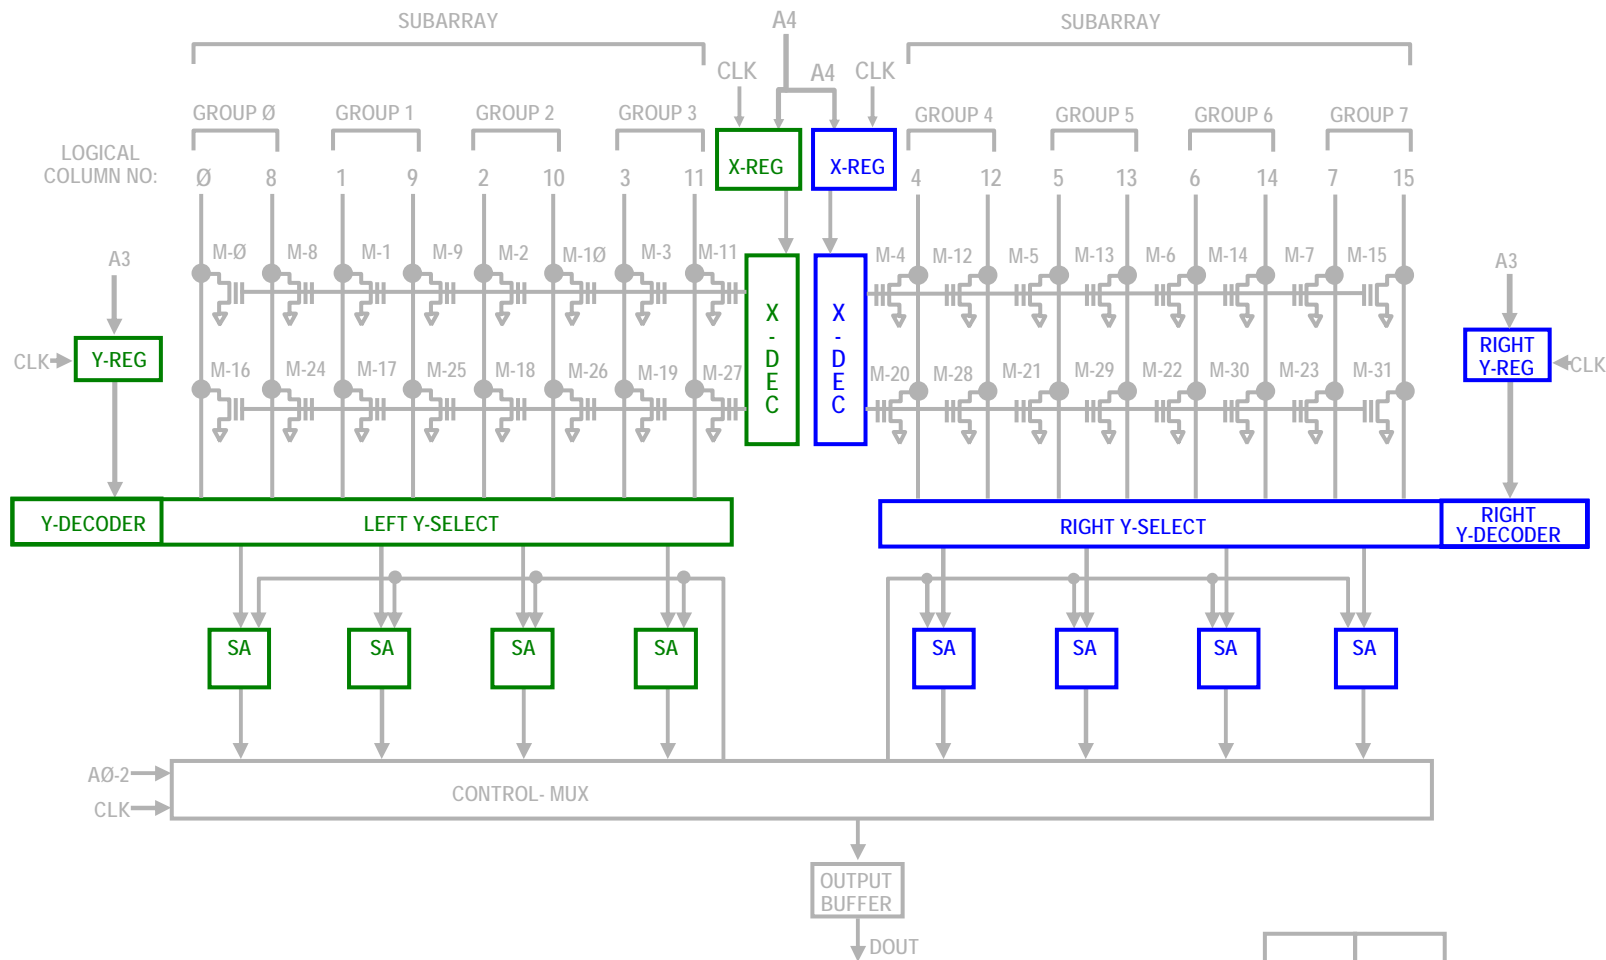 SUBARRAY A4 SUBARRAY
CLK A4 CLK
GROUP Ø GROUP 1 GROUP 2 GROUP 3 GROUP 4 GROUP 5 GROUP 6 GROUP 7
LOGICAL
COLUMN NO:
X-REG X-REG
Ø 8 1 9 2 10 3 11 4 12 5 13 6 14 7 15
M-Ø M-8 M-1 M-9 M-2 M-1Ø M-3 M-11 M-4 M-12 M-5 M-13 M-6 M-14 M-7 M-15
A3 A3
X
-
D
E
C
X
-
D
E
C
CLK Y-REG
RIGHT
Y-REG
CLK
M-16 M-24 M-17 M-25 M-18 M-26 M-19 M-27 M-20 M-28 M-21 M-29 M-22 M-30 M-23 M-31
Y-DECODER LEFT Y-SELECT RIGHT Y-SELECT
RIGHT
Y-DECODER
SA SA SA SA SA SA SA SA
AØ-2
CLK
CONTROL- MUX
OUTPUT
BUFFER
DOUT